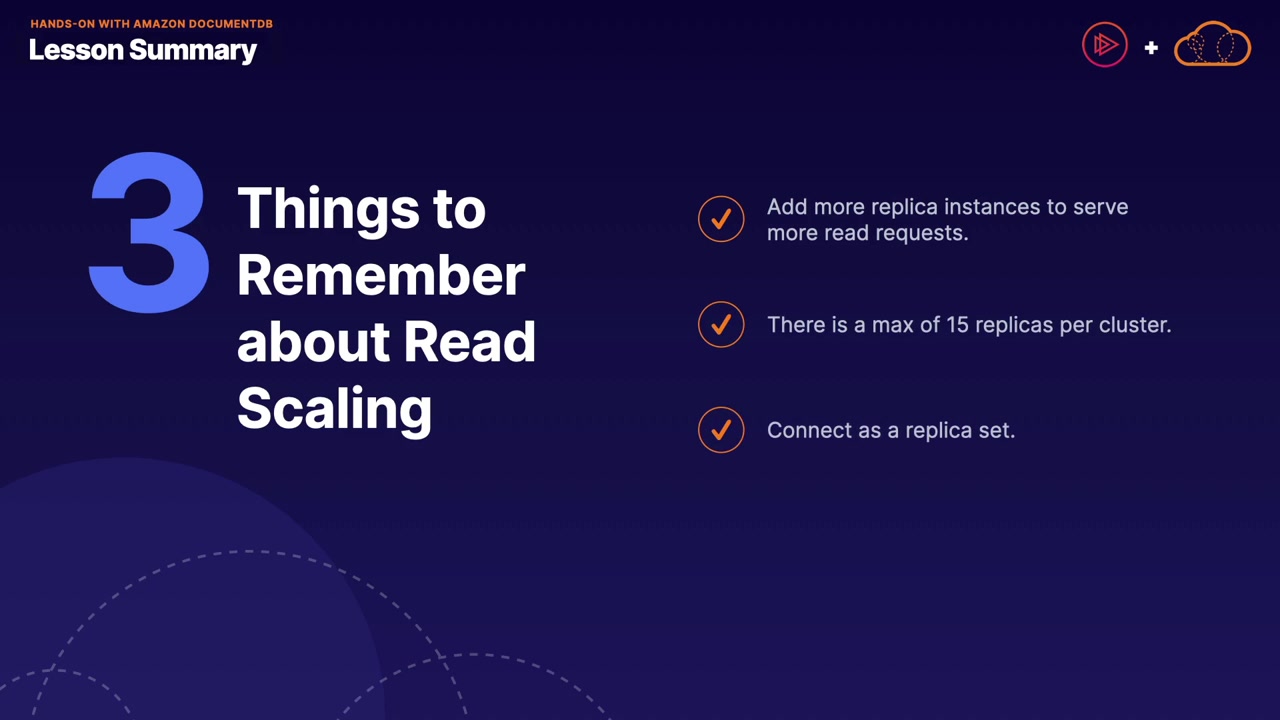 HANDS-ON WITH AMAZON DOCUMENTDB
Lesson Summary
+
3
Things to
Remember
about Read
Scaling
Add more replica instances to serve
more read requests.
There is a max of 15 replicas per cluster.
Connect as a replica set.